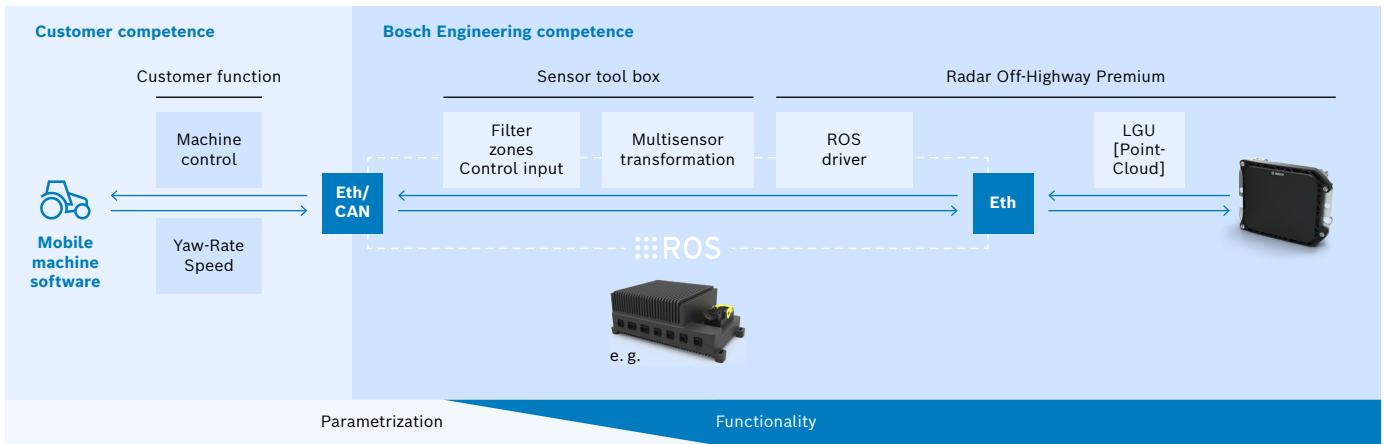 Customer competence
Bosch Engineering competence
Customer function
Sensor tool box
Radar Off-Highway Premium
Machine
control
Filter
zones
Control input
Multisensor
transformation
ROS
driver
LGU
[Point-
Cloud]
Eth/
CAN
Eth
Mobile
machine
software
Yaw-Rate
Speed
ROS
e. g.
Parametrization
Functionality